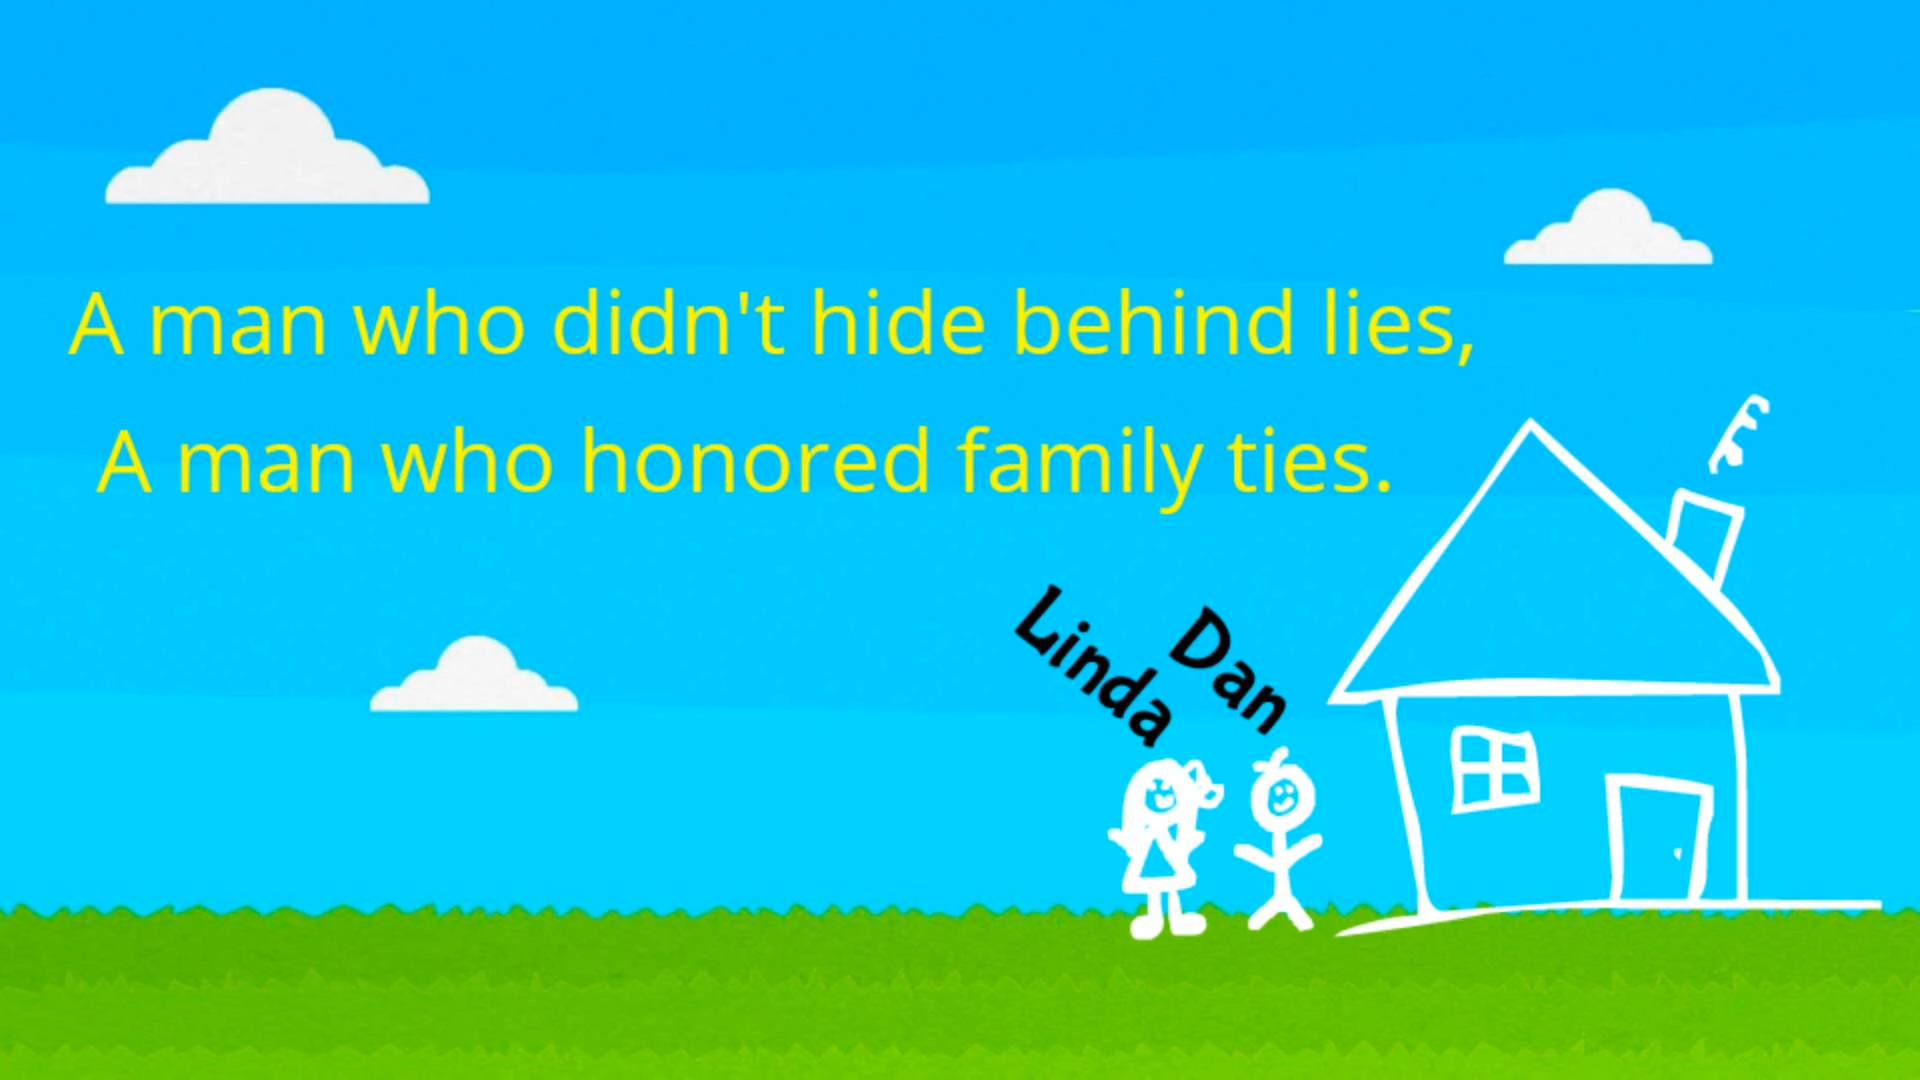 A man who didn't hide behind lies,
A man who honored family ties.
Linda
Dan